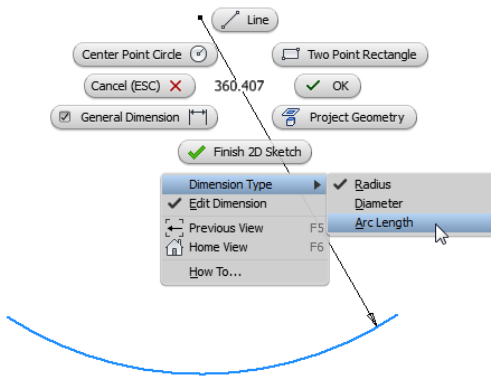 Line
Center Point Circle
Two Point Rectangle
Cancel (ESC)
360.407
OK
General Dimension
Project Geometry
Finish 2D Sketch
Dimension Type
Radius
Edit Dimension
Diameter
Previous View F5
Arc Length
Home View F6
How To...